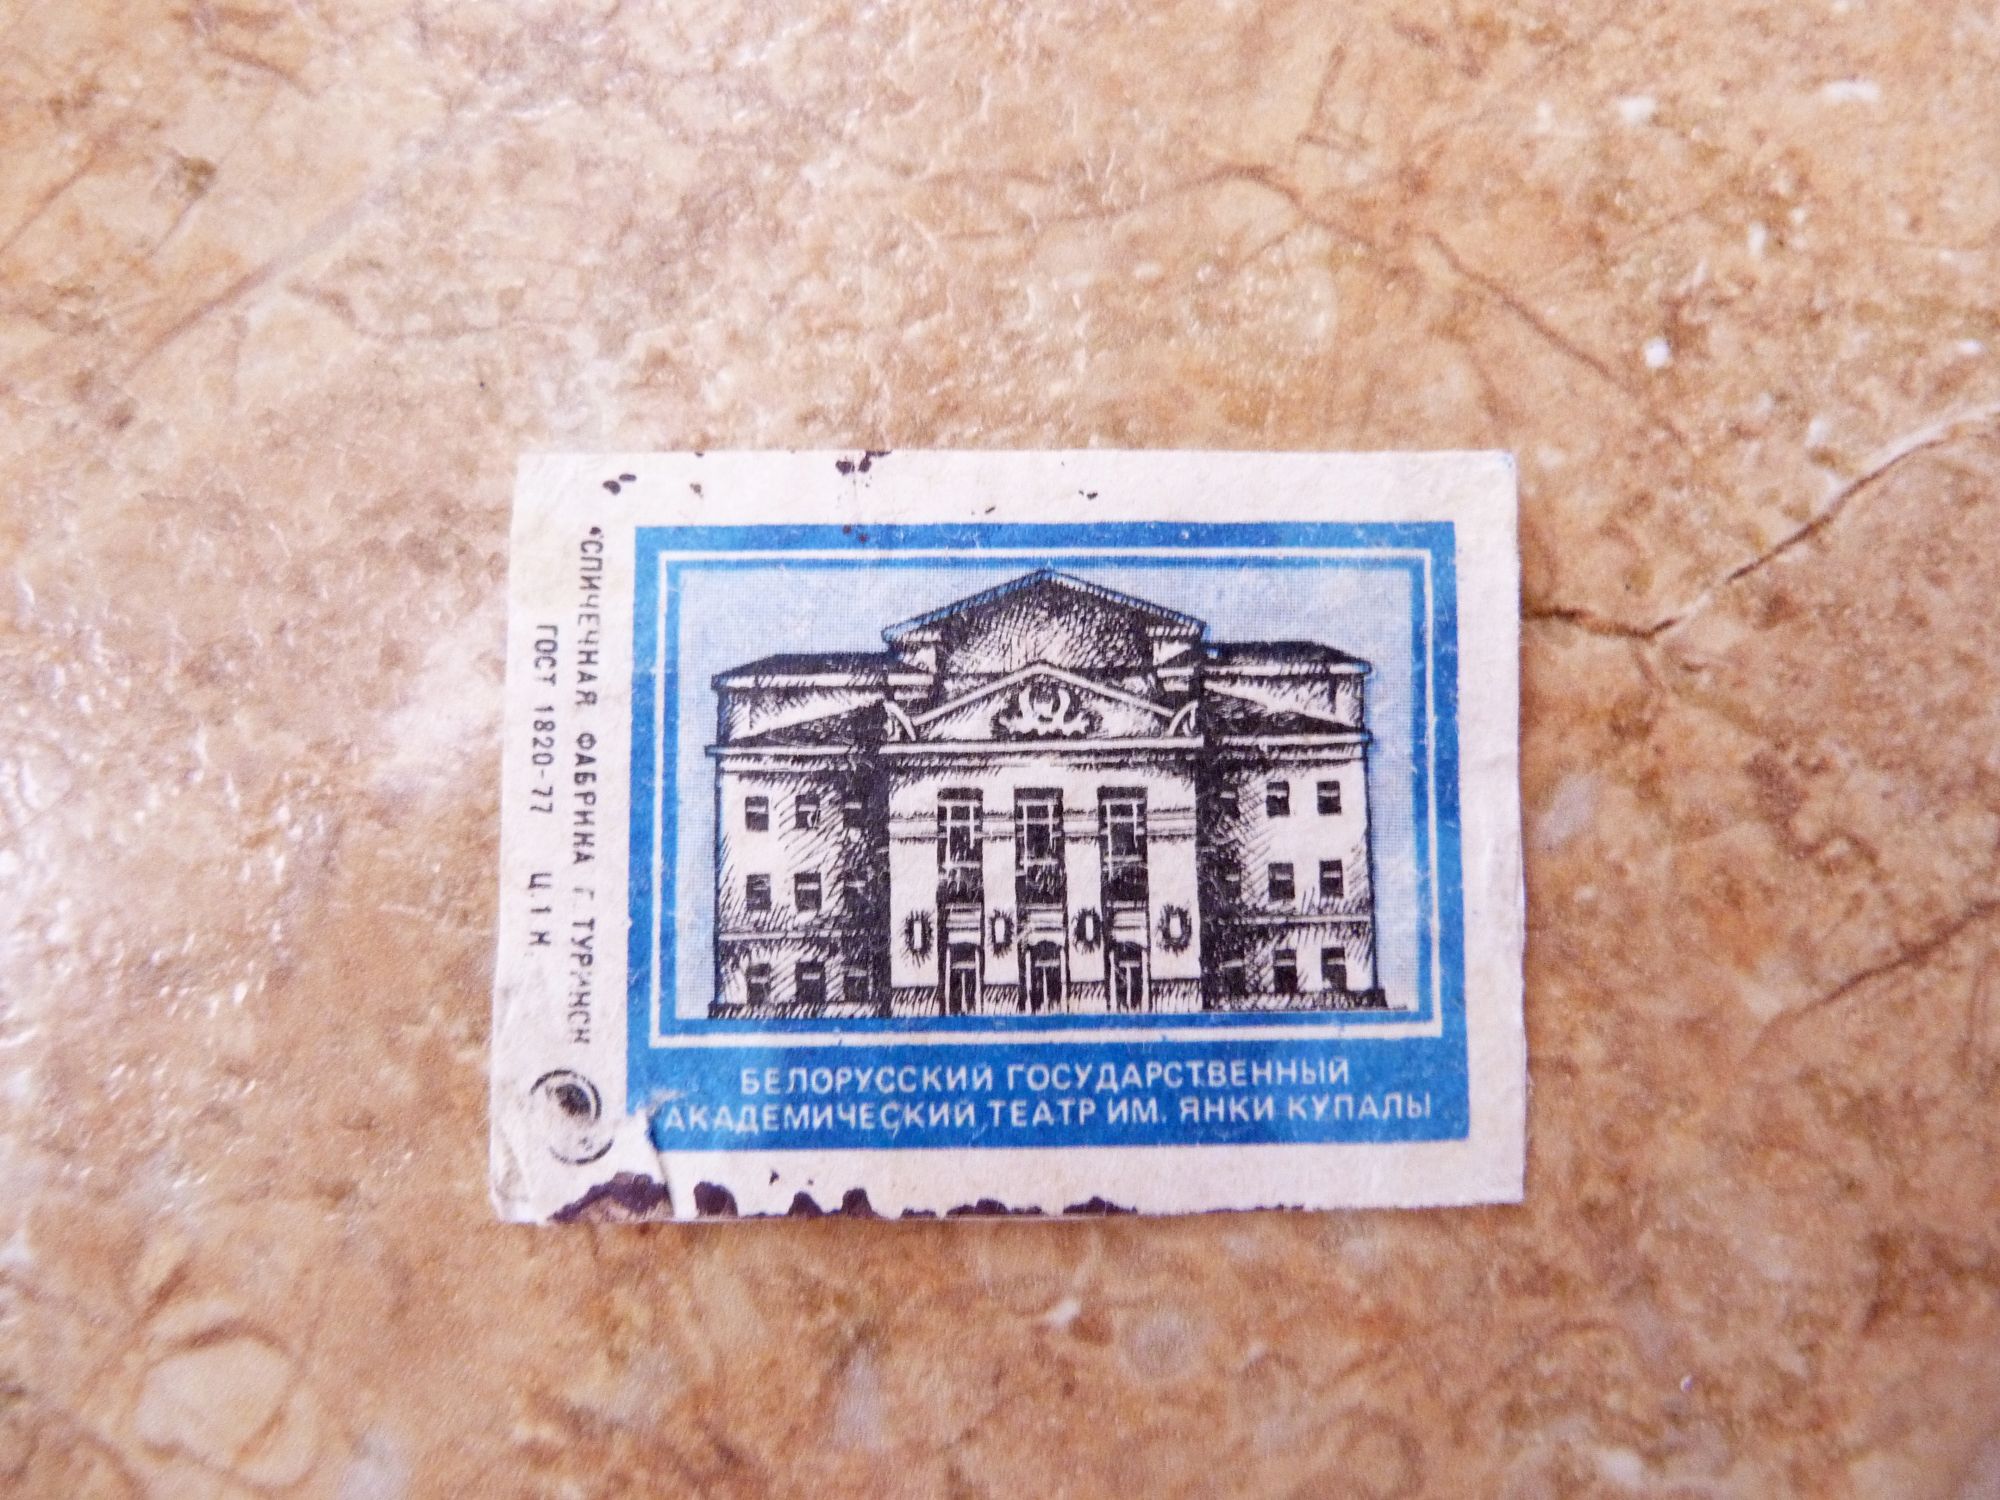 "СПИЧЕЧНАЯ ФАБРИКА Г. ТУРИНСК
ГОСТ 1820-77 Ц. 1 К.
БЕЛОРУССКИЙ ГОСУДАРСТВЕННЫЙ
АКАДЕМИЧЕСКИЙ ТЕАТР ИМ. ЯНКИ КУПАЛЫ